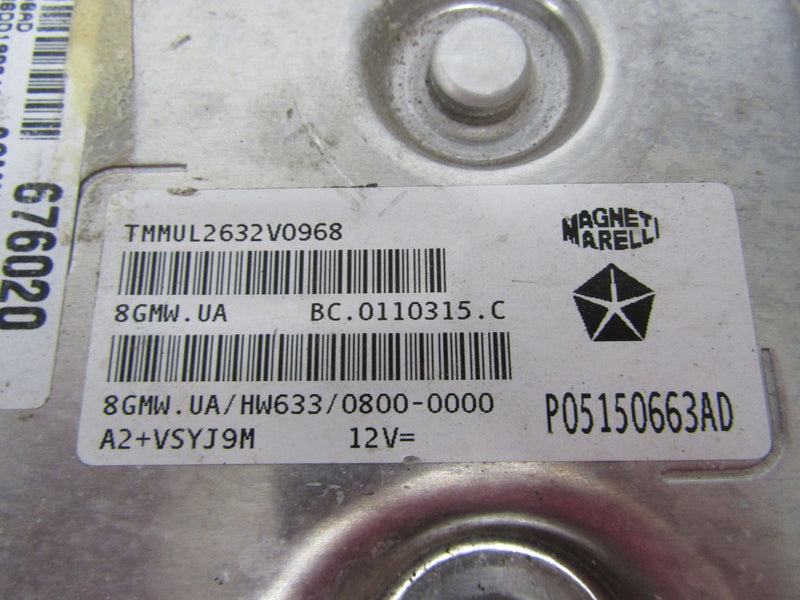 676020
TMMUL2632V0968
8GMW.UA BC.0110315.C
8GMW.UA/HW633/0800-0000
A2+VSYJ9M 12V=
MAGNETI
MARELLI
P05150663AD